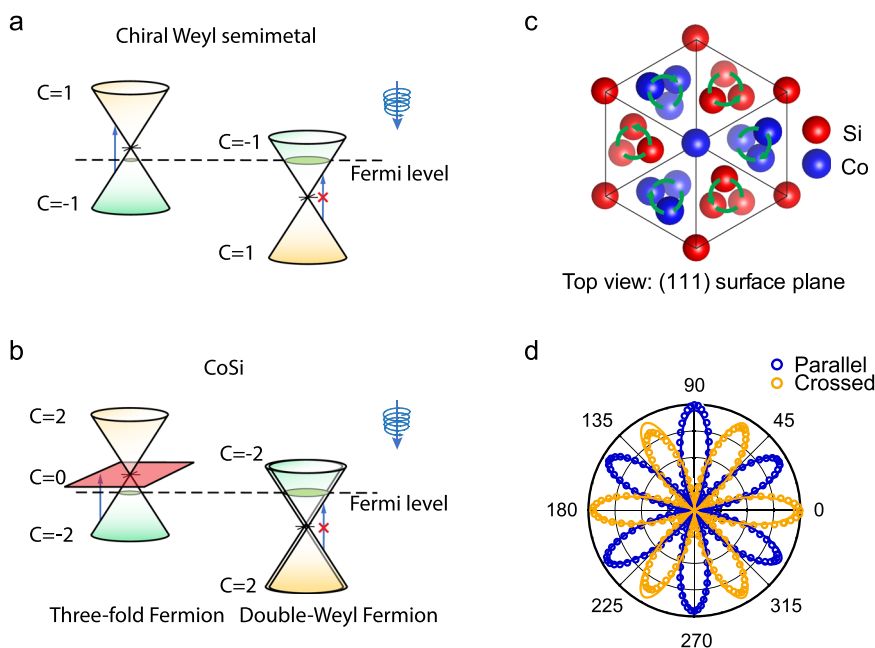 a
Chiral Weyl semimetal
C=1
C=-1
C=-1
Fermi level
C=1
b
CoSi
C=2
C=0
C=-2
C=-2
Fermi level
C=2
Three-fold Fermion
Double-Weyl Fermion
c
Si
Co
Top view: (111) surface plane
d
Parallel
Crossed
90
135
45
180
0
225
315
270